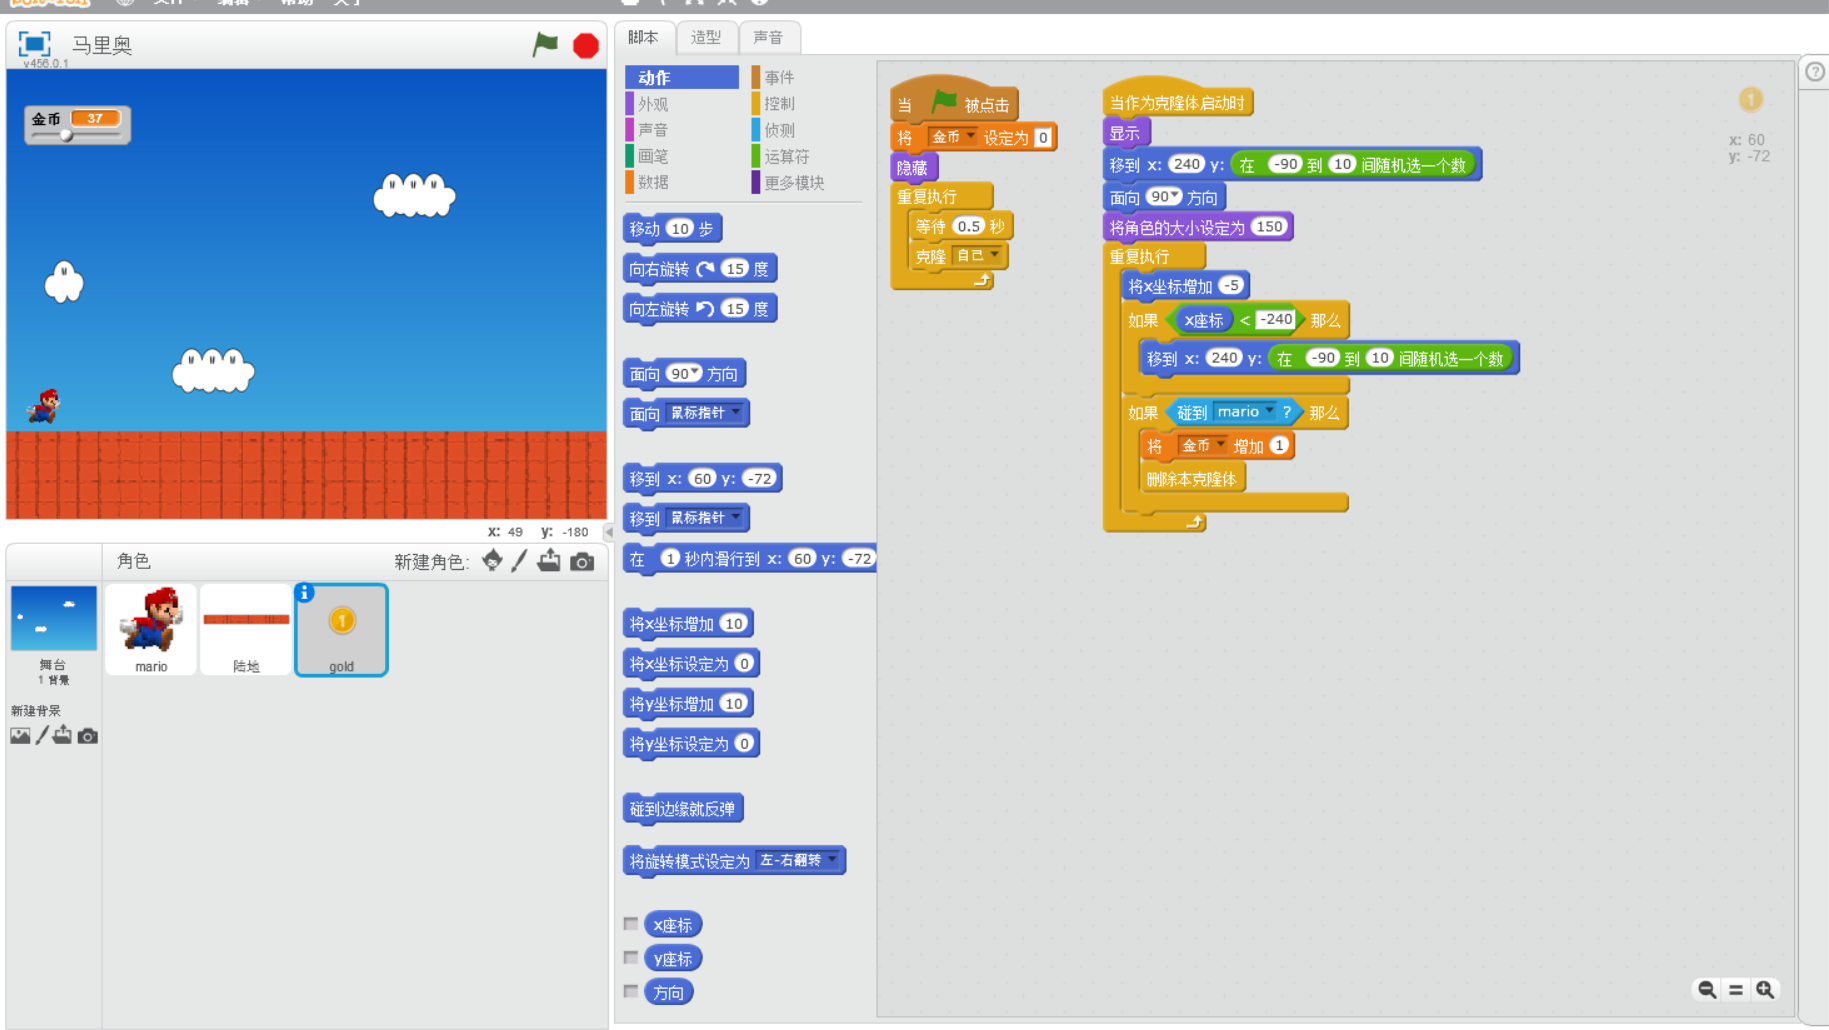 马里奥
v456.0.1
金币 37
x: 49 y: -180
角色
新建角色:
舞台
1 背景
新建背景
mario
陆地
gold
脚本
造型
声音
动作
事件
外观
控制
声音
侦测
画笔
运算符
数据
更多模块
移动 10 步
向右旋转 15 度
向左旋转 15 度
面向 90 方向
面向 鼠标指针
移到 x: 60 y: -72
移到 鼠标指针
在 1 秒内滑行到 x: 60 y: -72
将x坐标增加 10
将x坐标设定为 0
将y坐标增加 10
将y坐标设定为 0
碰到边缘就反弹
将旋转模式设定为 左-右翻转
x座标
y座标
方向
当 被点击
将 金币 设定为 0
隐藏
重复执行
等待 0.5 秒
克隆 自己
当作为克隆体启动时
显示
移到 x: 240 y: 在 -90 到 10 间随机选一个数
面向 90 方向
将角色的大小设定为 150
重复执行
将x坐标增加 -5
如果 x座标 < -240 那么
移到 x: 240 y: 在 -90 到 10 间随机选一个数
如果 碰到 mario ? 那么
将 金币 增加 1
删除本克隆体
1
x: 60
y: -72